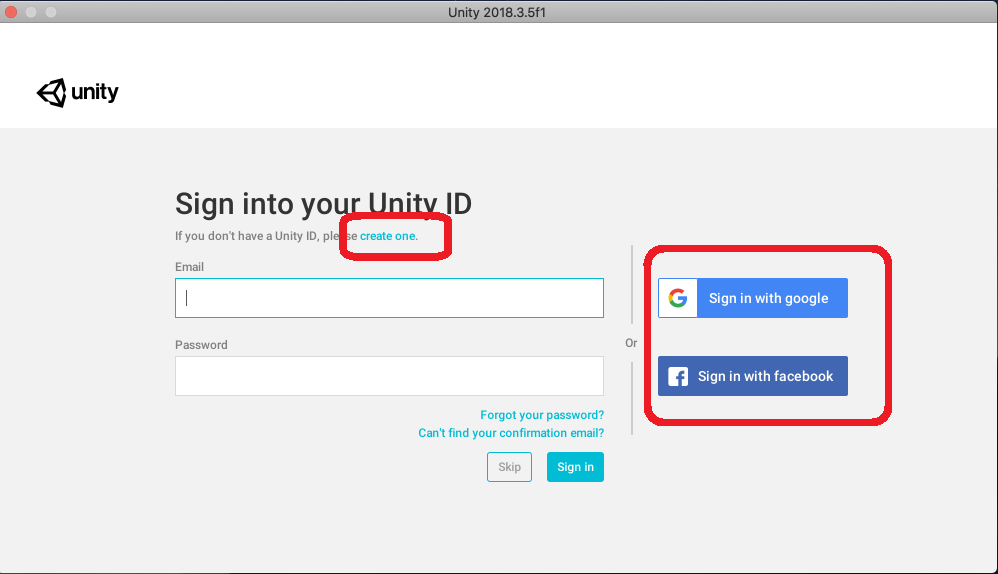 Unity 2018.3.5f1
unity
Sign into your Unity ID
If you don't have a Unity ID, please create one.
Email
Password
Forgot your password?
Can't find your confirmation email?
Skip
Sign in
Or
Sign in with google
Sign in with facebook